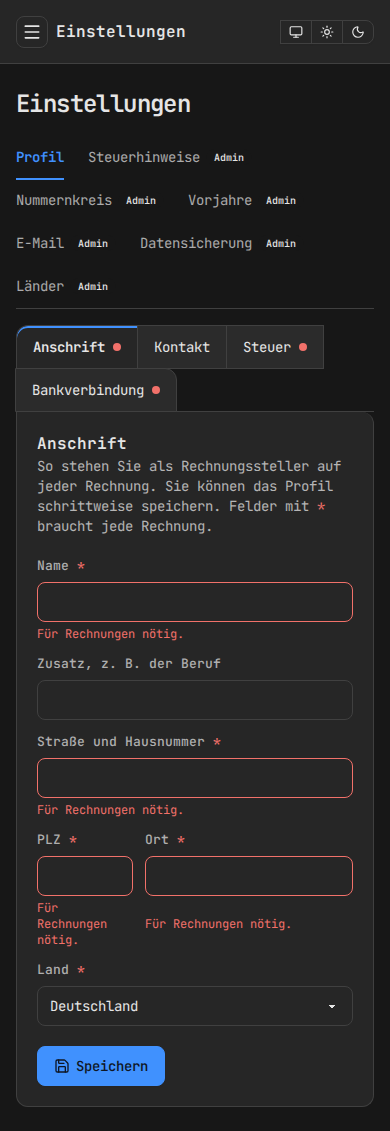 Einstellungen
Einstellungen
Profil Steuerhinweise Admin
Nummernkreis Admin Vorjahre Admin
E-Mail Admin Datensicherung Admin
Länder Admin
Anschrift Kontakt Steuer
Bankverbindung
Anschrift
So stehen Sie als Rechnungssteller auf
jeder Rechnung. Sie können das Profil
schrittweise speichern. Felder mit *
braucht jede Rechnung.
Name *
Für Rechnungen nötig.
Zusatz, z. B. der Beruf
Straße und Hausnummer *
Für Rechnungen nötig.
PLZ * Ort *
Für
Rechnungen Für Rechnungen nötig.
nötig.
Land *
Deutschland
Speichern